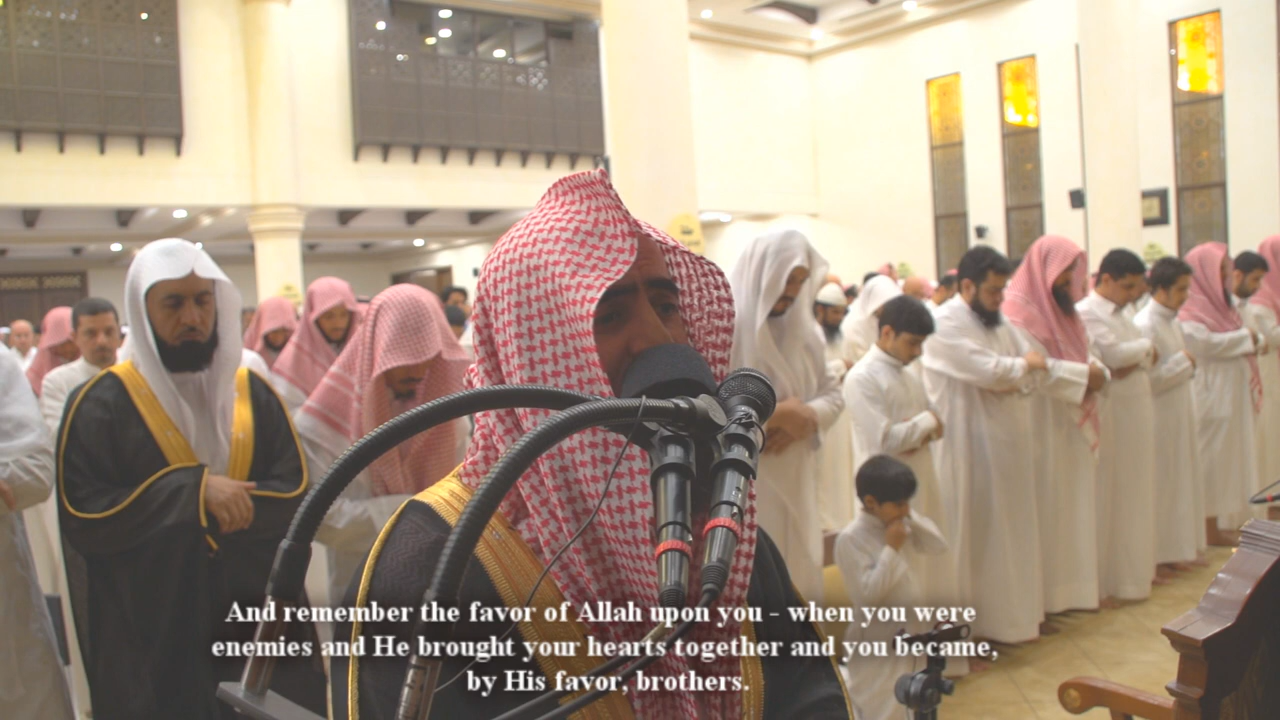 And remember the favor of Allah upon you - when you were
enemies and He brought your hearts together and you became,
by His favor, brothers.